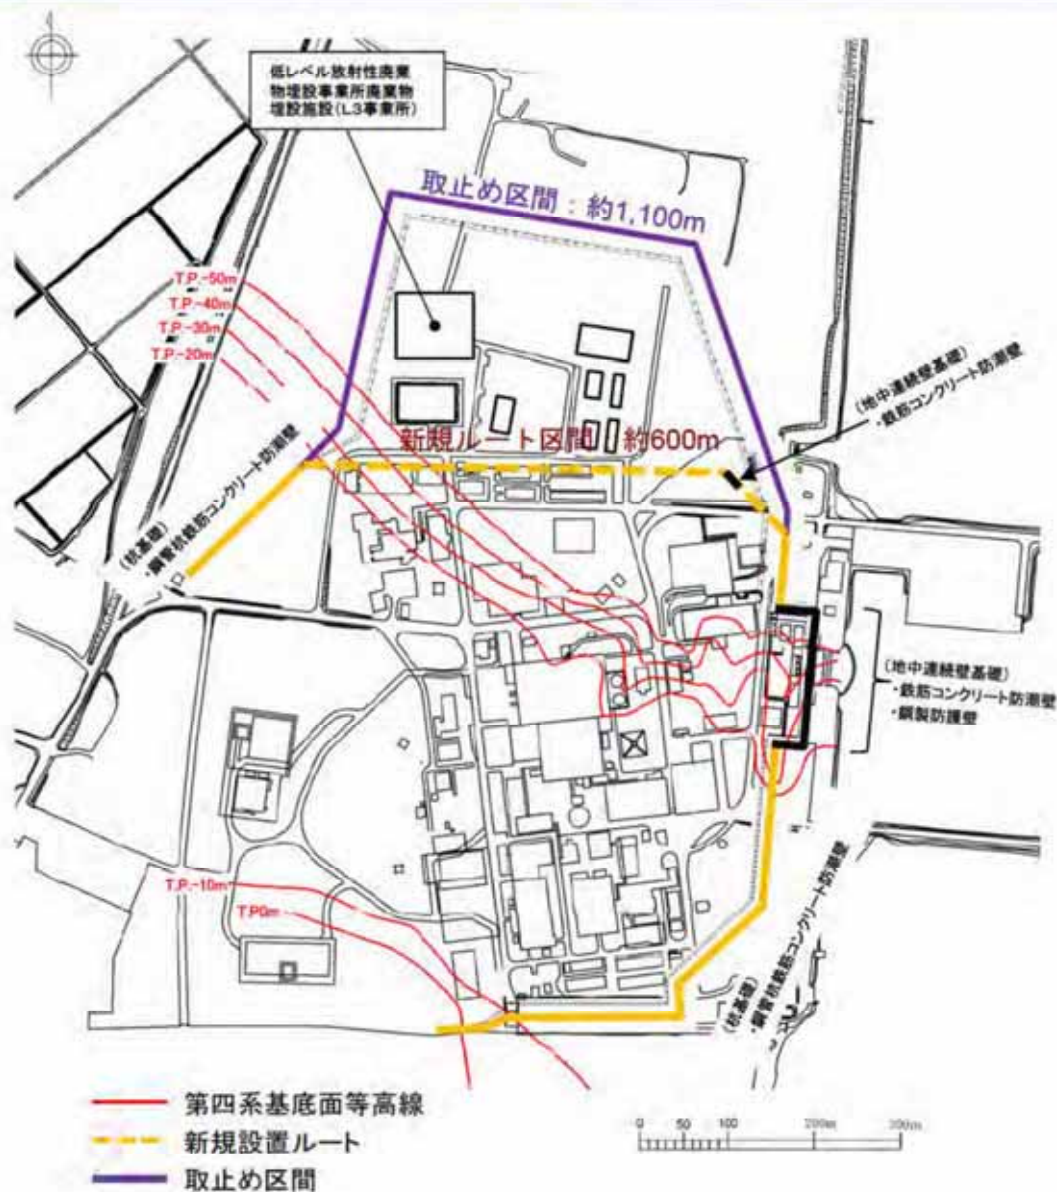 低レベル放射性廃棄
物埋設事業所廃棄物
埋設施設(L3事業所)
取止め区間：約1,100m
T.P.-50m
T.P.-40m
T.P.-30m
T.P.-20m
(地中連続壁基礎)
・鉄筋コンクリート防潮壁
新規ルート区間 約600m
(杭基礎)
・鋼管杭鉄筋コンクリート防潮壁
(地中連続壁基礎)
・鉄筋コンクリート防潮壁
・鋼製防護壁
T.P.-10m
T.P0m
(杭基礎)
・鋼管杭鉄筋コンクリート防潮壁
第四系基底面等高線
新規設置ルート
取止め区間
0 50 100 200m 300m